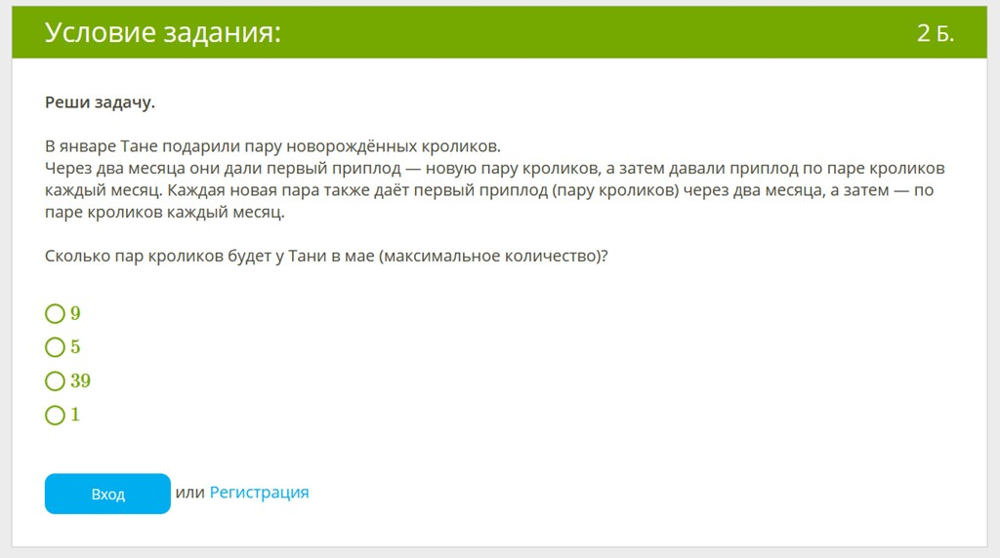 Условие задания:
2 Б.
Реши задачу.
В январе Тане подарили пару новорождённых кроликов.
Через два месяца они дали первый приплод — новую пару кроликов, а затем давали приплод по паре кроликов
каждый месяц. Каждая новая пара также даёт первый приплод (пару кроликов) через два месяца, а затем — по
паре кроликов каждый месяц.
Сколько пар кроликов будет у Тани в мае (максимальное количество)?
9
5
39
1
Вход или Регистрация